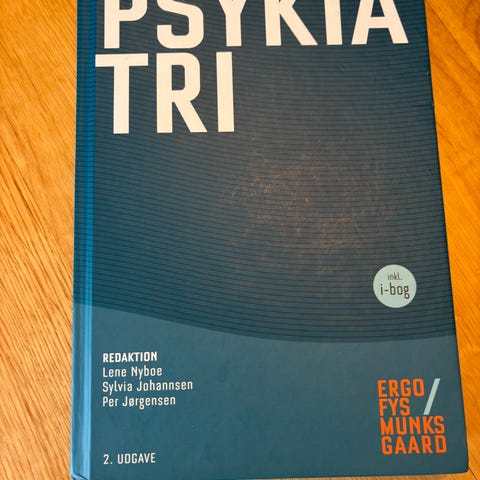 PSYKIA
TRI
inkl.
i-bog
REDAKTION
Lene Nyboe
Sylvia Johannsen
Per Jørgensen
ERGO
FYS /
MUNKS
GAARD
2. UDGAVE